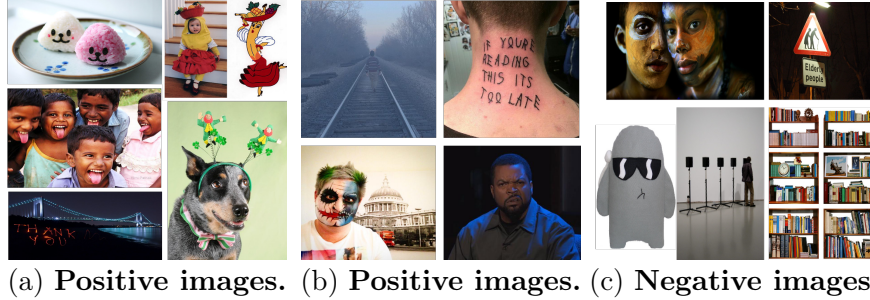 THANK
YOU
IF YOU'RE
READING
THIS ITS
TOO LATE
Elderly
people
(a) Positive images.
(b) Positive images.
(c) Negative images